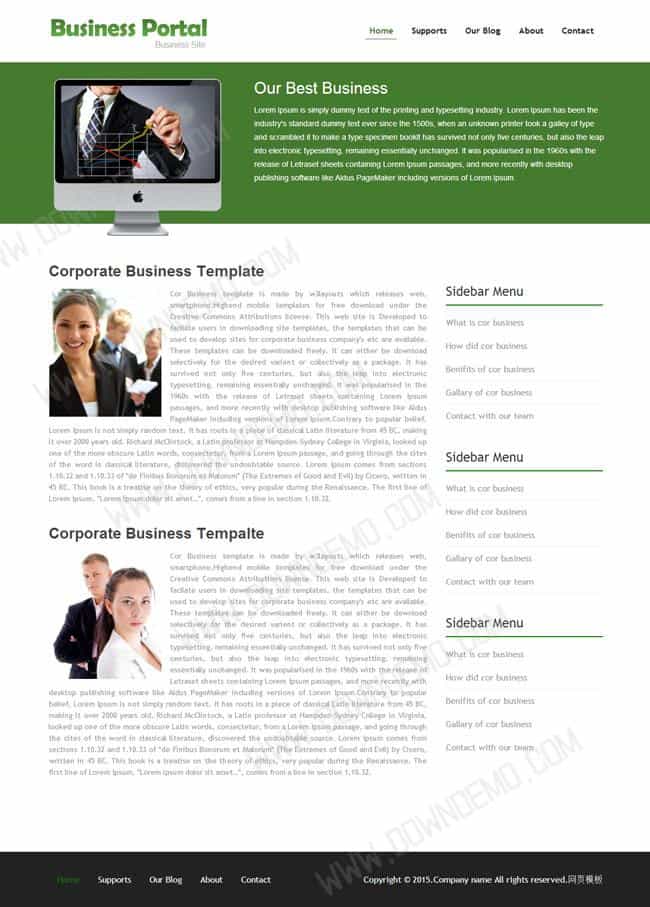 Business Portal
Business Site
Home Supports Our Blog About Contact
Our Best Business
Lorem Ipsum is simply dummy text of the printing and typesetting industry. Lorem Ipsum has been the
industry's standard dummy text ever since the 1500s, when an unknown printer took a galley of type
and scrambled it to make a type specimen bookit has survived not only five centuries, but also the leap
into electronic typesetting, remaining essentially unchanged. It was popularised in the 1960s with the
release of Letraset sheets containing Lorem Ipsum passages, and more recently with desktop
publishing software like Aldus PageMaker including versions of Lorem Ipsum.
Corporate Business Template
Cor Business template is made by w3layouts which releases web,
smartphone,Highend mobile templates for free download under the
Creative Commons Attributions license. This web site is Developed to
facilate users in downloading site templates, the templates that can be
used to develop sites for corporate business company's etc are available.
These templates can be downloaded freely. It can either be download
selectively for the desired variant or collectively as a package. It has
survived not only five centuries, but also the leap into electronic
typesetting, remaining essentially unchanged. It was popularised in the
1960s with the release of Letraset sheets containing Lorem Ipsum
passages, and more recently with desktop publishing software like Aldus
PageMaker including versions of Lorem Ipsum.Contrary to popular belief,
Lorem Ipsum is not simply random text. It has roots in a piece of classical Latin literature from 45 BC, making
it over 2000 years old. Richard McClintock, a Latin professor at Hampden-Sydney College in Virginia, looked up
one of the more obscure Latin words, consectetur, from a Lorem Ipsum passage, and going through the cites of the
word in classical literature, discovered the undoubtable source. Lorem Ipsum comes from sections
1.10.32 and 1.10.33 of "de Finibus Bonorum et Malorum" (The Extremes of Good and Evil) by Cicero, written in
45 BC. This book is a treatise on the theory of ethics, very popular during the Renaissance. The first line of
Lorem Ipsum, "Lorem ipsum dolor sit amet..", comes from a line in section 1.10.32.
Sidebar Menu
What is cor business
How did cor business
Benifits of cor business
Gallary of cor business
Contact with our team
Sidebar Menu
What is cor business
How did cor business
Benifits of cor business
Gallary of cor business
Contact with our team
Corporate Business Tempalte
Cor Business template is made by w3layouts which releases web,
smartphone,Highend mobile templates for free download under the
Creative Commons Attributions license. This web site is Developed to
facilate users in downloading site templates, the templates that can be
used to develop sites for corporate business company's etc are available.
These templates can be downloaded freely. It can either be download
selectively for the desired variant or collectively as a package. It has
survived not only five centuries, but also the leap into electronic
typesetting, remaining essentially unchanged. It has survived not only five
centuries, but also the leap into electronic typesetting, remaining
essentially unchanged. It was popularised in the 1960s with the release of
Letraset sheets containing Lorem Ipsum passages, and more recently with
desktop publishing software like Aldus PageMaker including versions of Lorem Ipsum.Contrary to popular
belief, Lorem Ipsum is not simply random text. It has roots in a piece of classical Latin literature from 45 BC,
making it over 2000 years old. Richard McClintock, a Latin professor at Hampden-Sydney College in Virginia,
looked up one of the more obscure Latin words, consectetur, from a Lorem Ipsum passage, and going through
the cites of the word in classical literature, discovered the undoubtable source. Lorem Ipsum comes from
sections 1.10.32 and 1.10.33 of "de Finibus Bonorum et Malorum" (The Extremes of Good and Evil) by Cicero,
written in 45 BC. This book is a treatise on the theory of ethics, very popular during the Renaissance. The
first line of Lorem Ipsum, "Lorem ipsum dolor sit amet..", comes from a line in section 1.10.32.
Sidebar Menu
What is cor business
How did cor business
Benifits of cor business
Gallary of cor business
Contact with our team
Home Supports Our Blog About Contact
Copyright © 2015.Company name All rights reserved.网页模板
WWW.DOWNDEMO.COM
WWW.DOWNDEMO.COM
WWW.DOWNDEMO.COM
WWW.DOWNDEMO.COM